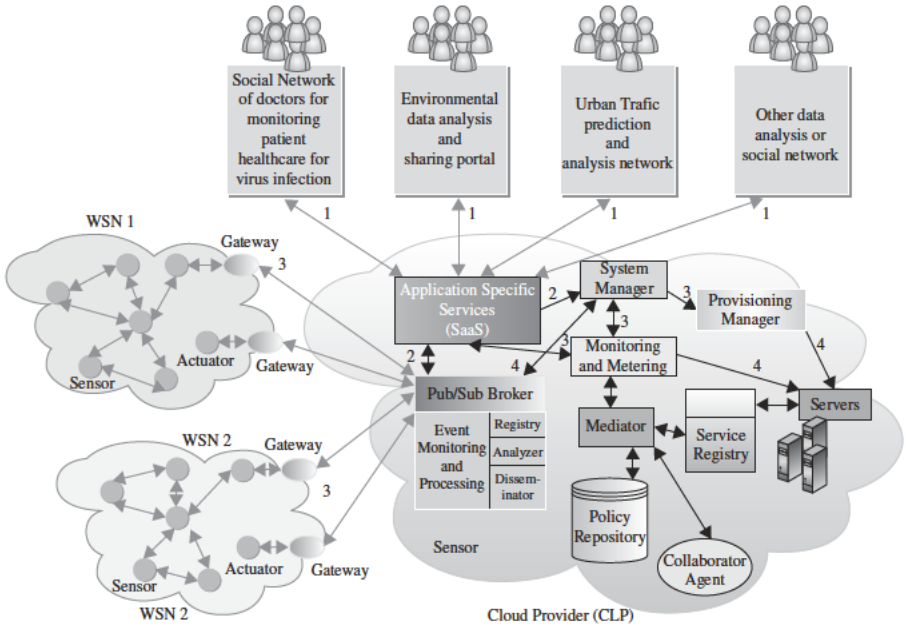 Social Network
of doctors for
monitoring
patient
healthcare for
virus infection
Environmental
data analysis
and
sharing portal
Urban Trafic
prediction
and
analysis network
Other data
analysis or
social network
1
1
1
1
WSN 1
Gateway
3
Sensor
Actuator
Gateway
WSN 2
Gateway
3
Sensor
Actuator
Gateway
WSN 2
Application Specific
Services
(SaaS)
2
System
Manager
3
Provisioning
Manager
3
3
Monitoring
and Metering
4
4
2
4
Pub/Sub Broker
Event
Monitoring
and
Processing
Registry
Analyzer
Dissem-
inator
Mediator
Service
Registry
Servers
Policy
Repository
Collaborator
Agent
Sensor
Cloud Provider (CLP)